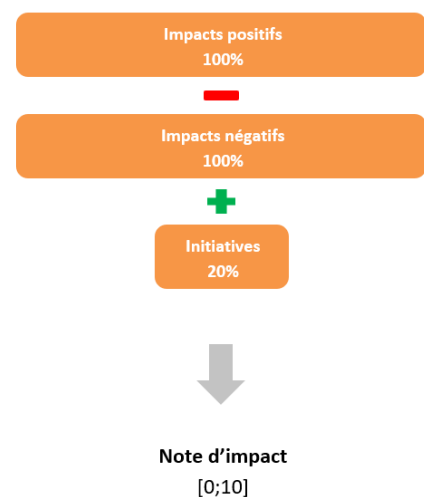 Impacts positifs
100%
Impacts négatifs
100%
Initiatives
20%
Note d’impact
[0;10]